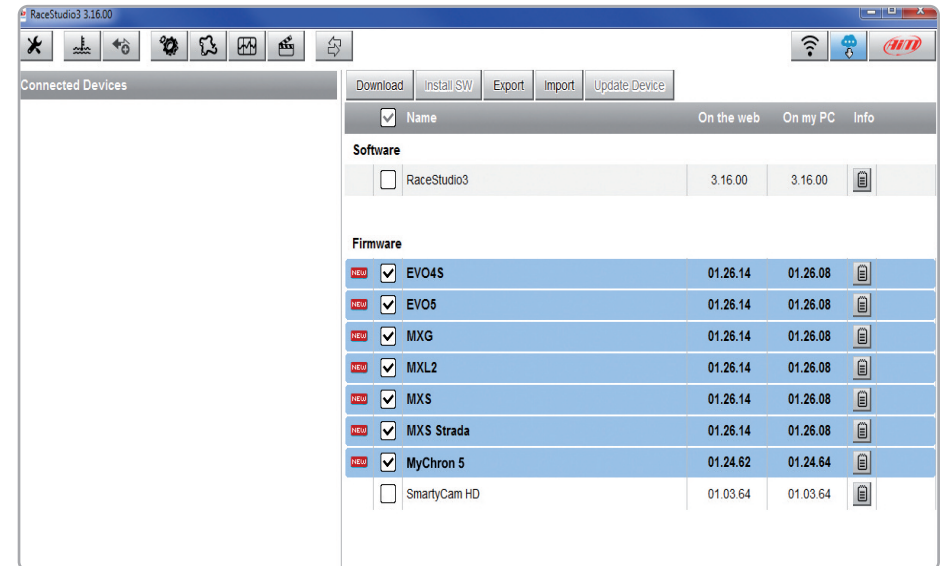 RaceStudio3 3.16.00
AiM
Connected Devices
Download Install SW Export Import Update Device
Name On the web On my PC Info
Software
RaceStudio3 3.16.00 3.16.00
Firmware
NEW EVO4S 01.26.14 01.26.08
NEW EVO5 01.26.14 01.26.08
NEW MXG 01.26.14 01.26.08
NEW MXL2 01.26.14 01.26.08
NEW MXS 01.26.14 01.26.08
NEW MXS Strada 01.26.14 01.26.08
NEW MyChron 5 01.24.62 01.24.64
SmartyCam HD 01.03.64 01.03.64